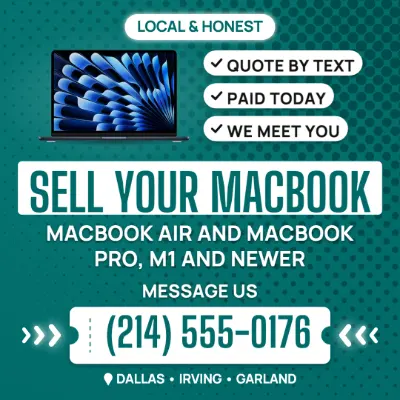 LOCAL & HONEST
✓ QUOTE BY TEXT
✓ PAID TODAY
✓ WE MEET YOU
SELL YOUR MACBOOK
MACBOOK AIR AND MACBOOK
PRO, M1 AND NEWER
MESSAGE US
(214) 555-0176
DALLAS • IRVING • GARLAND